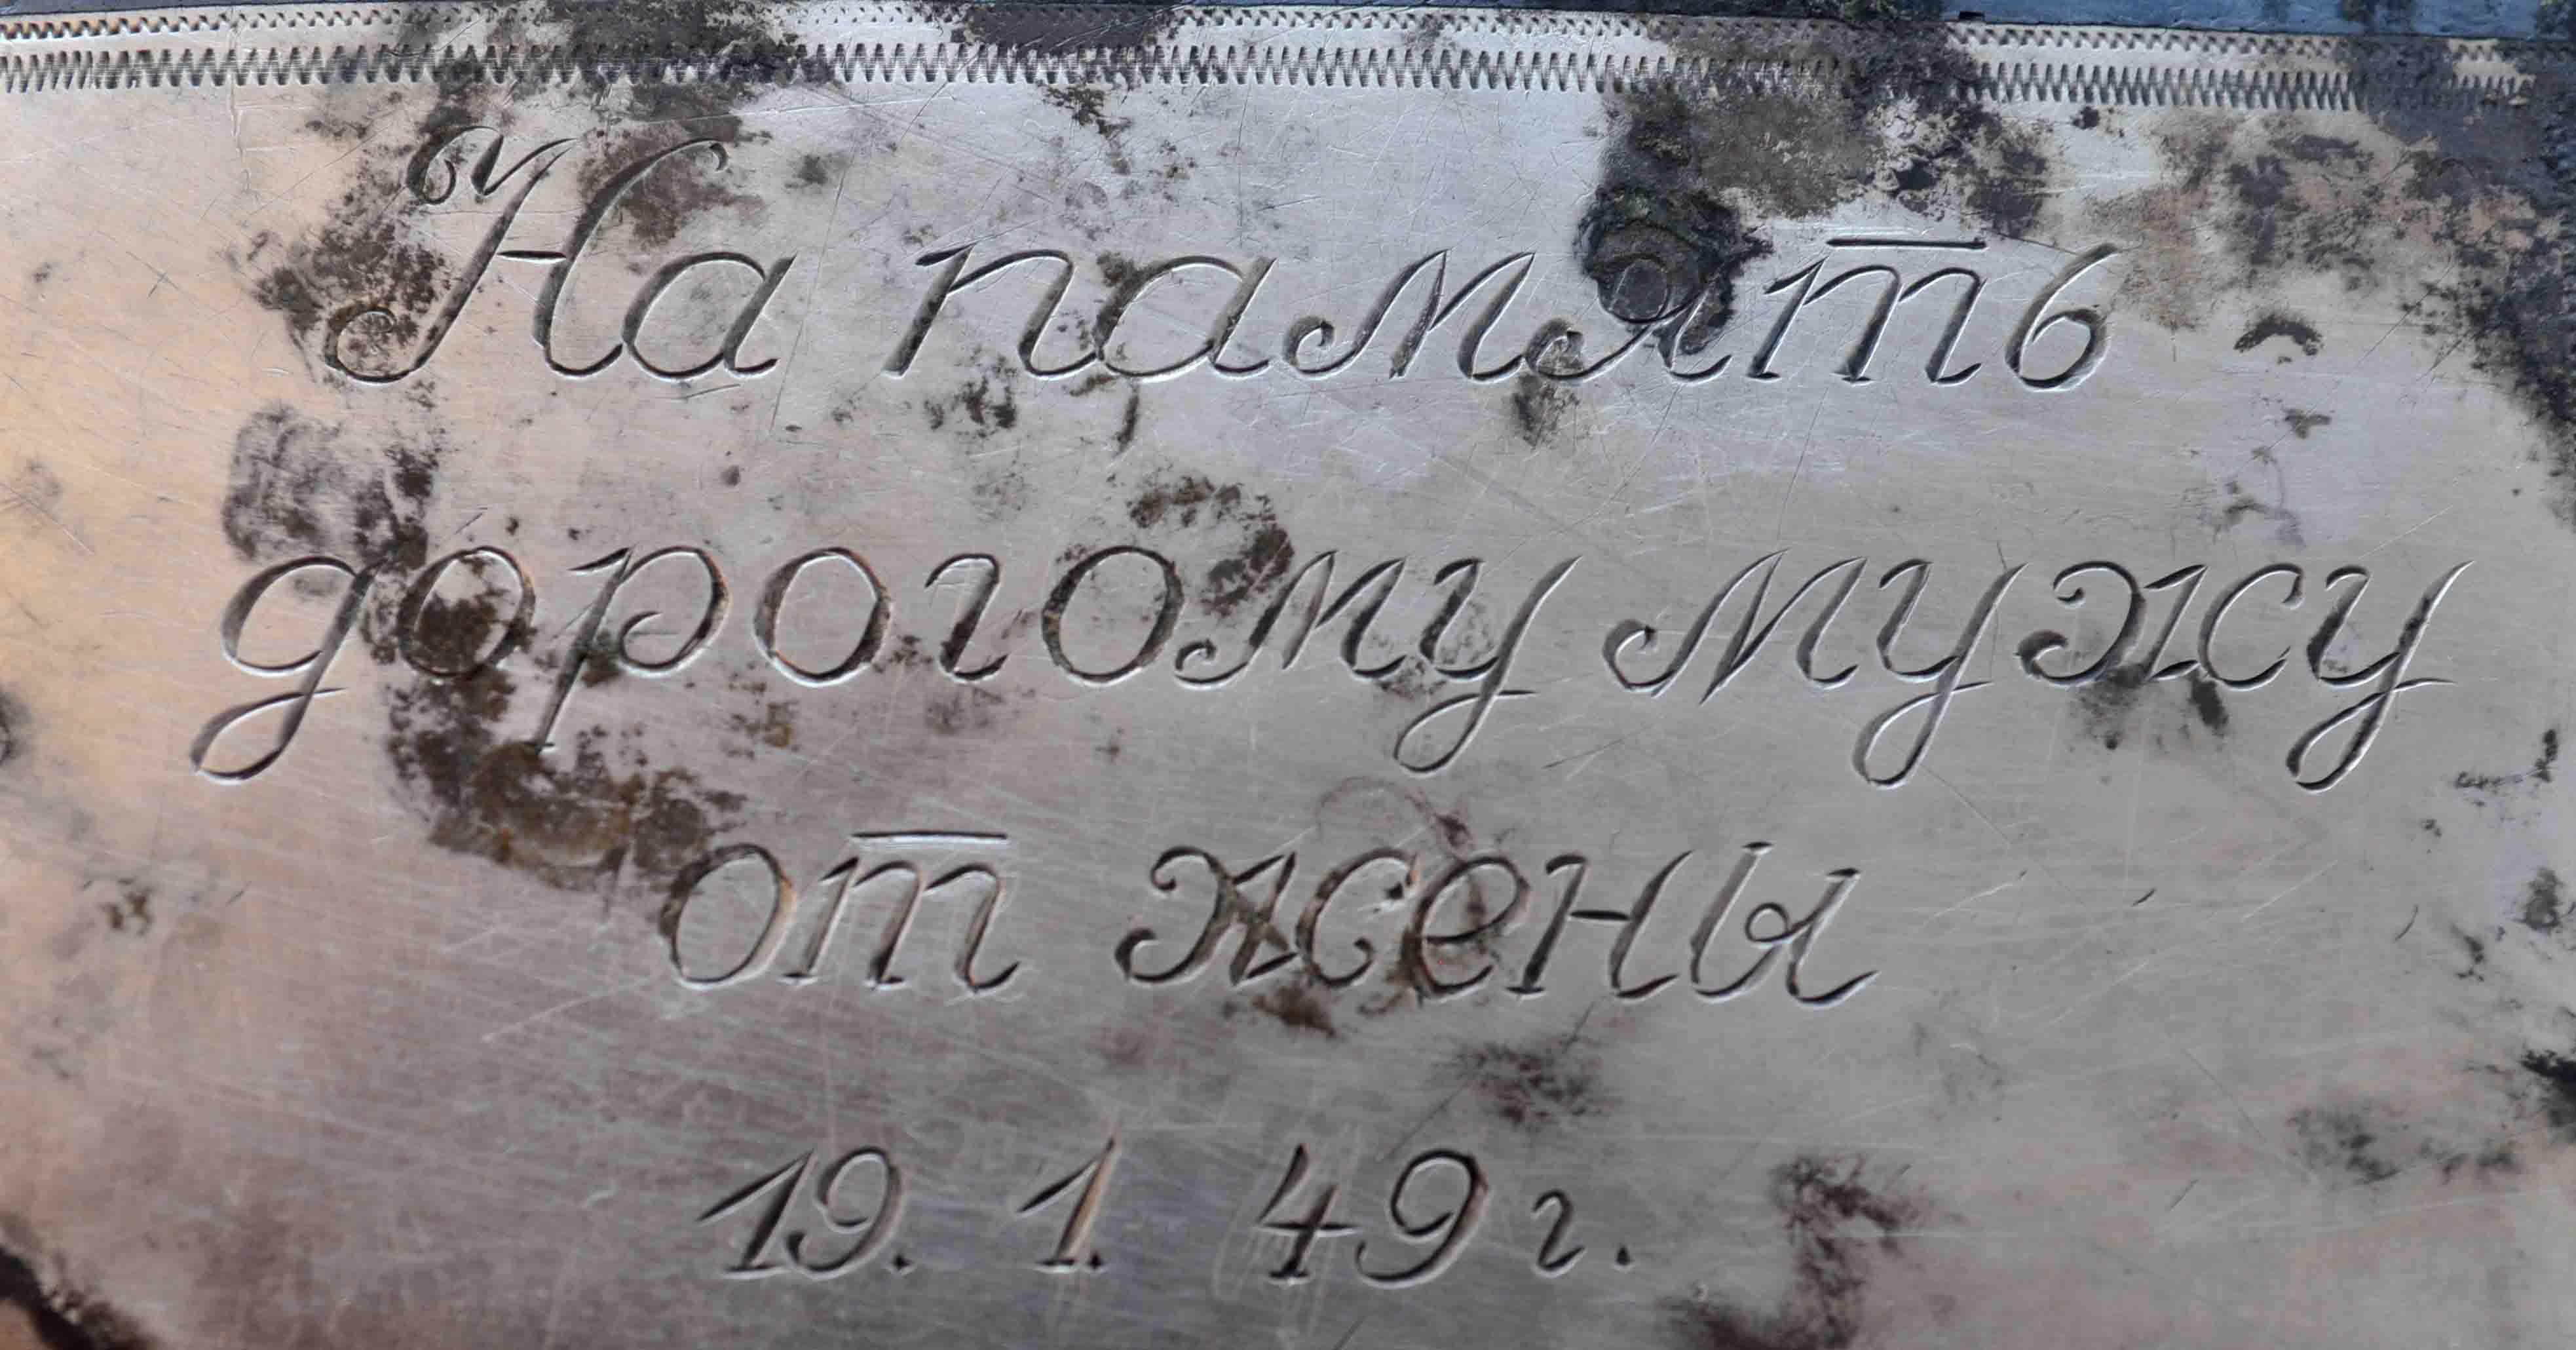 На память
дорогому мужу
от жены
19. 1. 49 г.